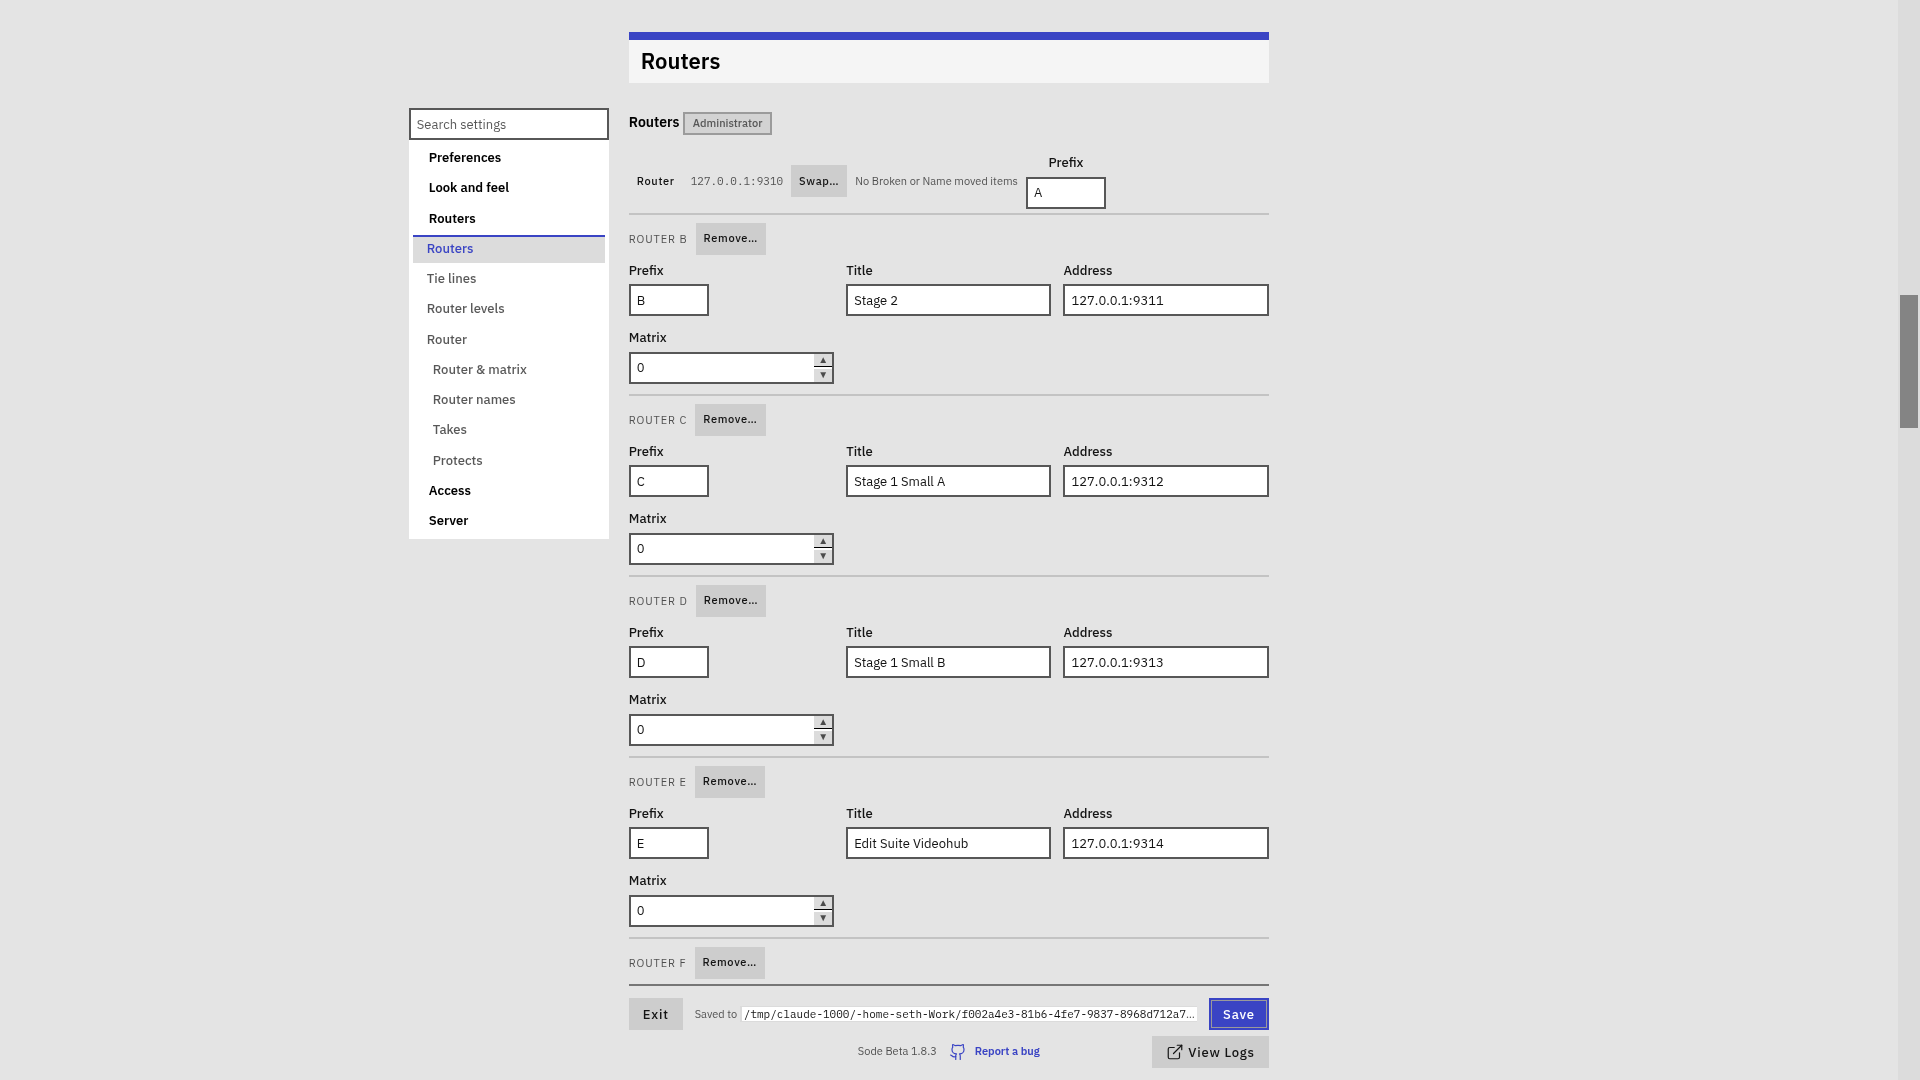 Routers
Search settings
Preferences
Look and feel
Routers
Routers
Tie lines
Router levels
Router
Router & matrix
Router names
Takes
Protects
Access
Server
Routers Administrator
Prefix
Router 127.0.0.1:9310 Swap... No Broken or Name moved items A
ROUTER B Remove...
Prefix Title Address
B Stage 2 127.0.0.1:9311
Matrix
0
ROUTER C Remove...
Prefix Title Address
C Stage 1 Small A 127.0.0.1:9312
Matrix
0
ROUTER D Remove...
Prefix Title Address
D Stage 1 Small B 127.0.0.1:9313
Matrix
0
ROUTER E Remove...
Prefix Title Address
E Edit Suite Videohub 127.0.0.1:9314
Matrix
0
ROUTER F Remove...
Exit Saved to /tmp/claude-1000/-home-seth-Work/f002a4e3-81b6-4fe7-9837-8968d712a7... Save
Sode Beta 1.8.3 Report a bug View Logs